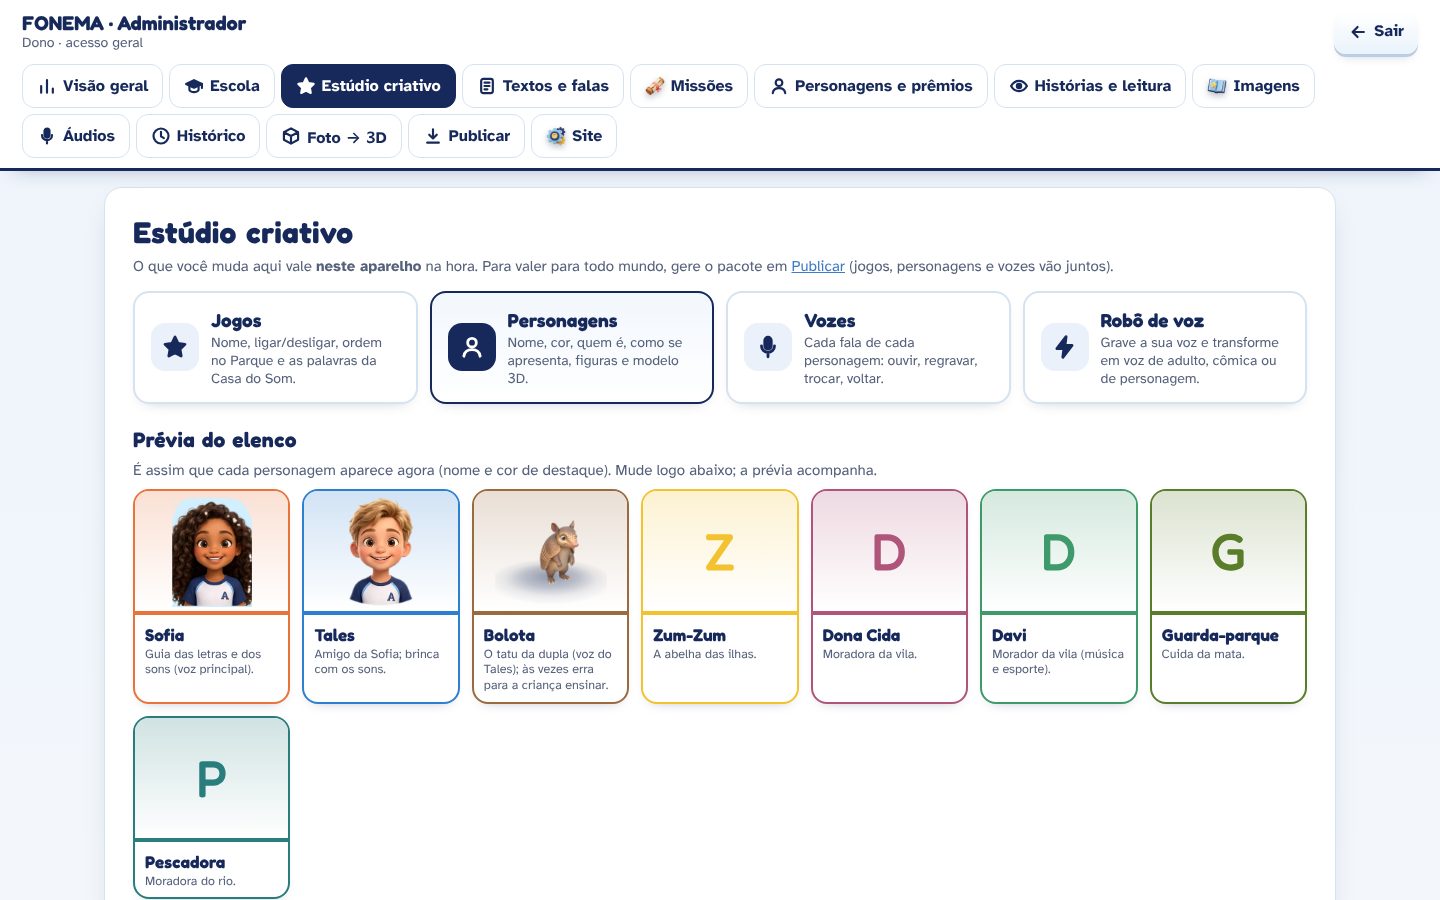 FONEMA · Administrador
Dono · acesso geral
← Sair
Visão geral
Escola
Estúdio criativo
Textos e falas
Missões
Personagens e prêmios
Histórias e leitura
Imagens
Áudios
Histórico
Foto → 3D
Publicar
Site
Estúdio criativo
O que você muda aqui vale neste aparelho na hora. Para valer para todo mundo, gere o pacote em Publicar (jogos, personagens e vozes vão juntos).
Jogos
Nome, ligar/desligar, ordem
no Parque e as palavras da
Casa do Som.
Personagens
Nome, cor, quem é, como se
apresenta, figuras e modelo
3D.
Vozes
Cada fala de cada
personagem: ouvir, regravar,
trocar, voltar.
Robô de voz
Grave a sua voz e transforme
em voz de adulto, cômica ou
de personagem.
Prévia do elenco
É assim que cada personagem aparece agora (nome e cor de destaque). Mude logo abaixo; a prévia acompanha.
A
Sofia
Guia das letras e dos
sons (voz principal).
A
Tales
Amigo da Sofia; brinca
com os sons.
Bolota
O tatu da dupla (voz do
Tales); às vezes erra
para a criança ensinar.
Z
Zum-Zum
A abelha das ilhas.
D
Dona Cida
Moradora da vila.
D
Davi
Morador da vila (música
e esporte).
G
Guarda-parque
Cuida da mata.
P
Pescadora
Moradora do rio.